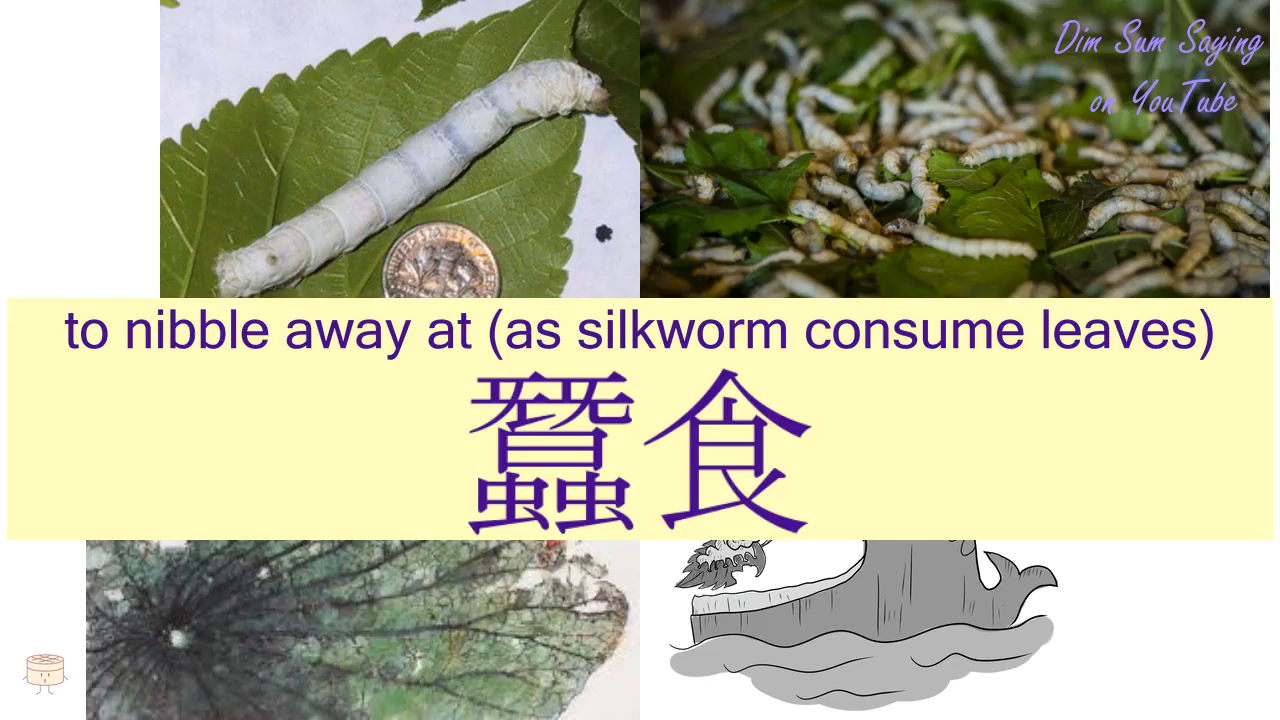 Dim Sum Saying
on YouTube
to nibble away at (as silkworm consume leaves)
蠶食